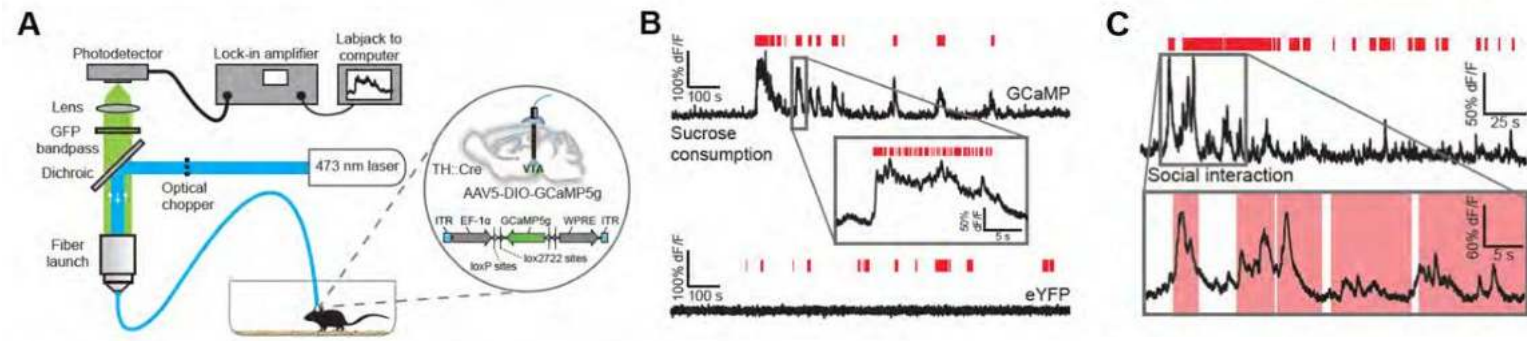 A
Photodetector
Lock-in amplifier
Labjack to
computer
Lens
GFP
bandpass
Dichroic
473 nm laser
Optical
chopper
Fiber
launch
TH::Cre
VTA
AAV5-DIO-GCaMP5g
ITR EF-1α GCaMP5g WPRE ITR
loxP sites
lox2722 sites
B
100% dF/F
100 s
GCaMP
Sucrose
consumption
50% dF/F
5 s
100% dF/F
100 s
eYFP
C
50% dF/F
25 s
Social interaction
60% dF/F
5 s